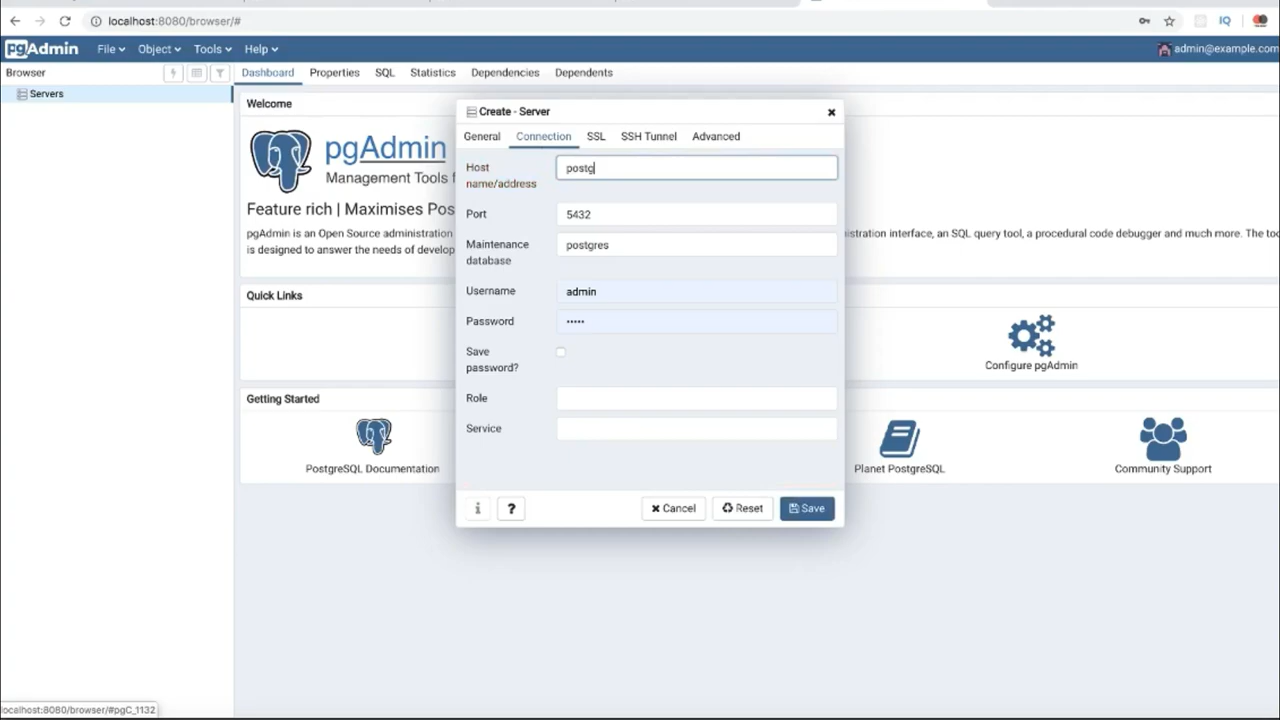 localhost:8080/browser/#
IQ
pgAdmin File Object Tools Help admin@example.com
Browser Dashboard Properties SQL Statistics Dependencies Dependents
Servers
Welcome
pgAdmin
Management Tools f
Feature rich | Maximises Pos
pgAdmin is an Open Source administration
is designed to answer the needs of develop
istration interface, an SQL query tool, a procedural code debugger and much more. The too
Quick Links
Configure pgAdmin
Getting Started
PostgreSQL Documentation
Planet PostgreSQL
Community Support
Create - Server
General Connection SSL SSH Tunnel Advanced
Host
name/address
postg
Port 5432
Maintenance
database
postgres
Username admin
Password •••••
Save
password?
Role
Service
i ? Cancel Reset Save
localhost:8080/browser/#pgC_1132